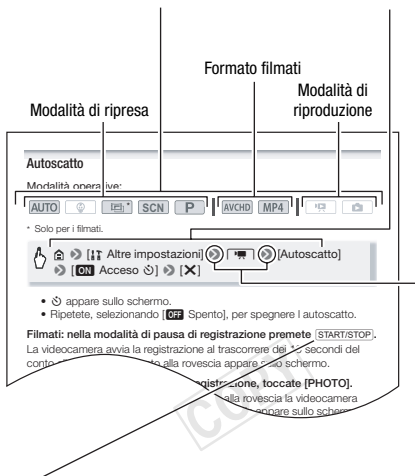 Formato filmati
Modalità di
riproduzione
Modalità di ripresa
Autoscatto
Modalità operative:
AUTO SCN P AVCHD MP4
* Solo per i filmati.
[ Altre impostazioni] [Autoscatto]
[ON Acceso ] [X]
• appare sullo schermo.
• Ripetete, selezionando [OFF Spento], per spegnere l autoscatto.
Filmati: nella modalità di pausa di registrazione premete START/STOP.
La videocamera avvia la registrazione al trascorrere dei secondi del
conto alla rovescia appare sullo schermo.
registrazione, toccate [PHOTO].
alla rovescia la videocamera
appare sullo
COPY